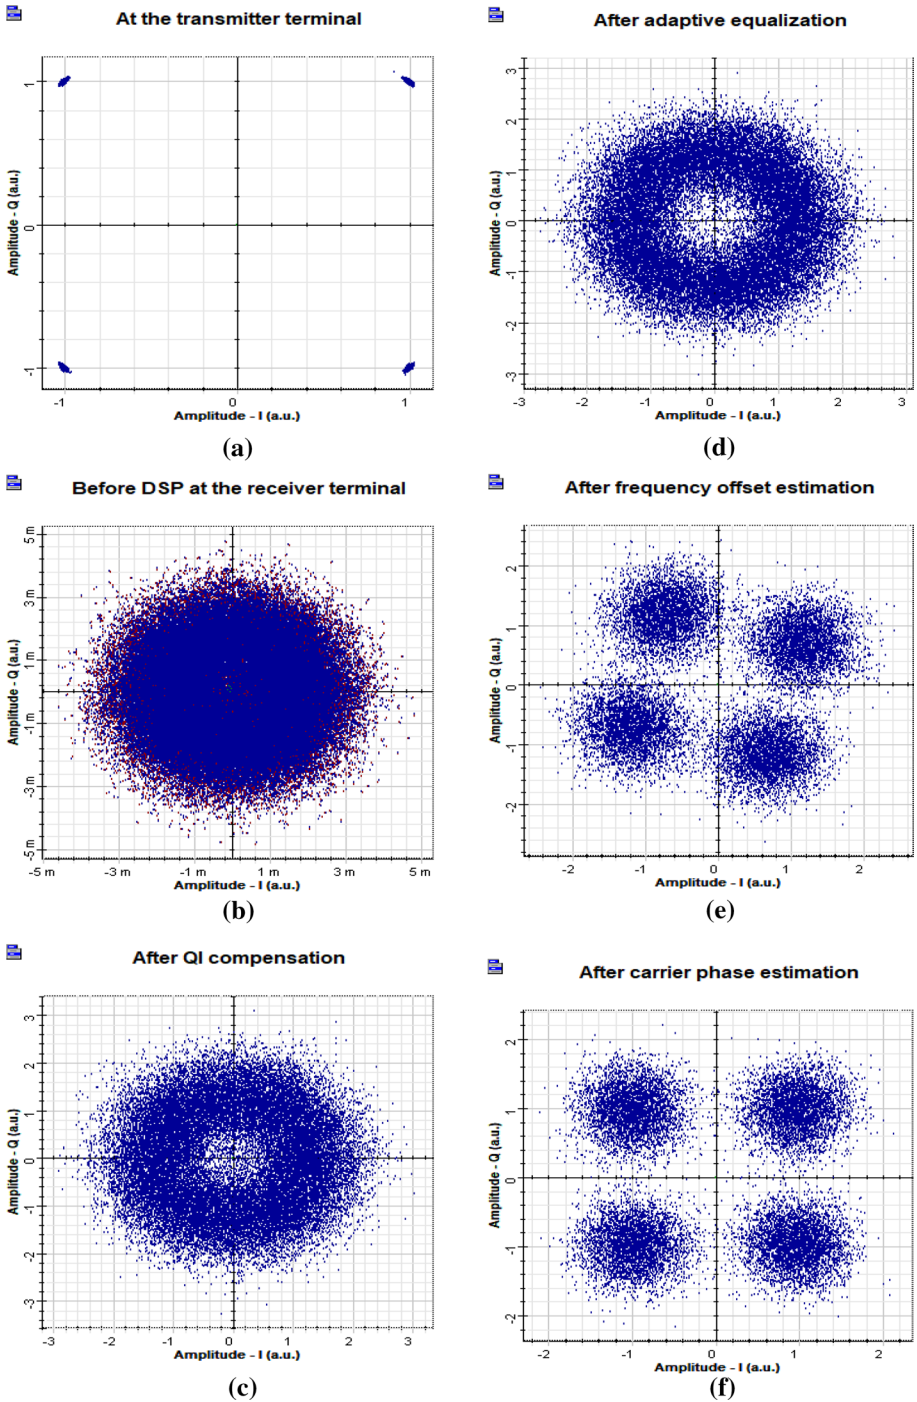 At the transmitter terminal
1
0
-1
Amplitude - Q (a.u.)
-1 0 1
Amplitude - I (a.u.)
(a)
After adaptive equalization
3
2
1
0
-1
-2
-3
Amplitude - Q (a.u.)
-3 -2 -1 0 1 2 3
Amplitude - I (a.u.)
(d)
Before DSP at the receiver terminal
5 m
3 m
1 m
-1 m
-3 m
-5 m
Amplitude - Q (a.u.)
-5 m -3 m -1 m 1 m 3 m 5 m
Amplitude - I (a.u.)
(b)
After frequency offset estimation
2
1
0
-1
-2
Amplitude - Q (a.u.)
-2 -1 0 1 2
Amplitude - I (a.u.)
(e)
After QI compensation
3
2
1
0
-1
-2
-3
Amplitude - Q (a.u.)
-3 -2 -1 0 1 2 3
Amplitude - I (a.u.)
(c)
After carrier phase estimation
2
1
0
-1
-2
Amplitude - Q (a.u.)
-2 -1 0 1 2
Amplitude - I (a.u.)
(f)